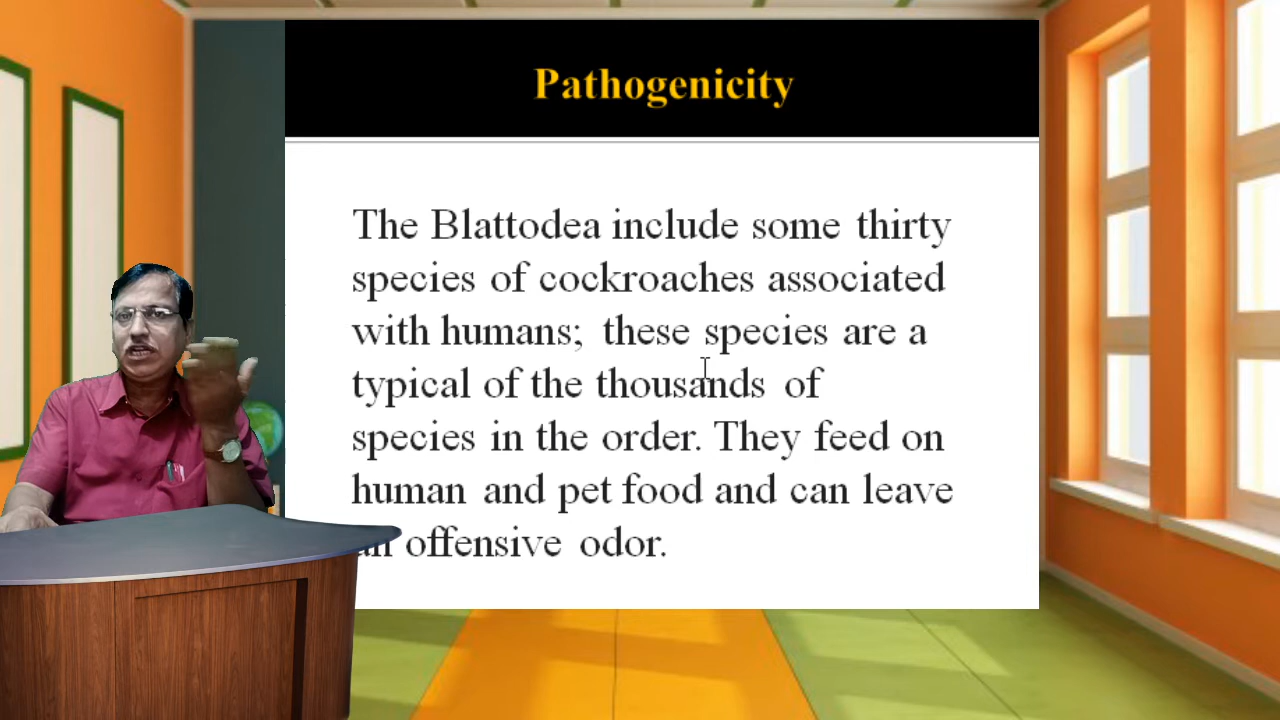 Pathogenicity
The Blattodea include some thirty
species of cockroaches associated
with humans; these species are a
typical of the thousands of
species in the order. They feed on
human and pet food and can leave
an offensive odor.